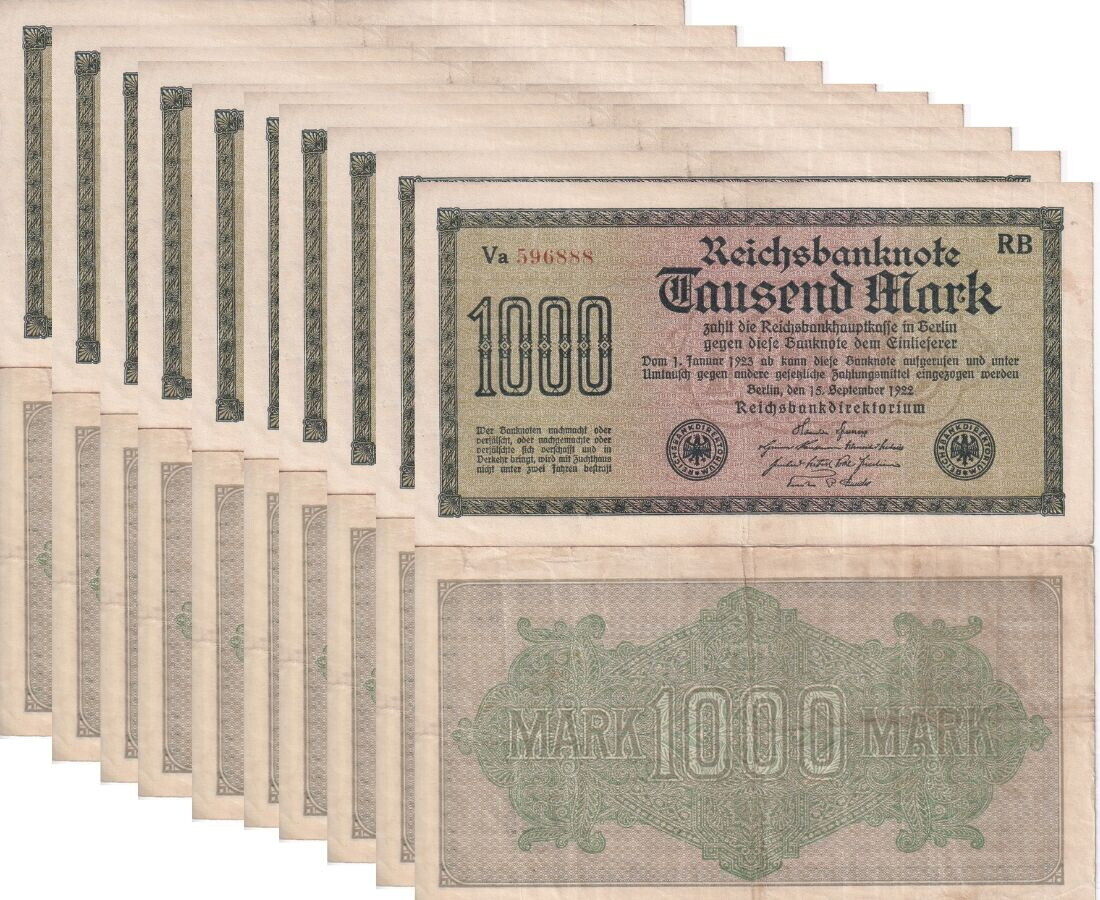 Va 596888
RB
Reichsbanknote
Tausend Mark
1000
zahlt die Reichsbankhauptkasse in Berlin
gegen diese Banknote dem Einlieferer
Vom 1. Januar 1923 ab kann diese Banknote aufgerufen und unter
Umtausch gegen andere gesetzliche Zahlungsmittel eingezogen werden
Berlin, den 15. September 1922
Reichsbankdirektorium
Wer Banknoten nachmacht oder
verfälscht, oder nachgemachte oder
verfälschte sich verschafft und in
Verkehr bringt, wird mit Zuchthaus
nicht unter zwei Jahren bestraft
MARK 1000 MARK